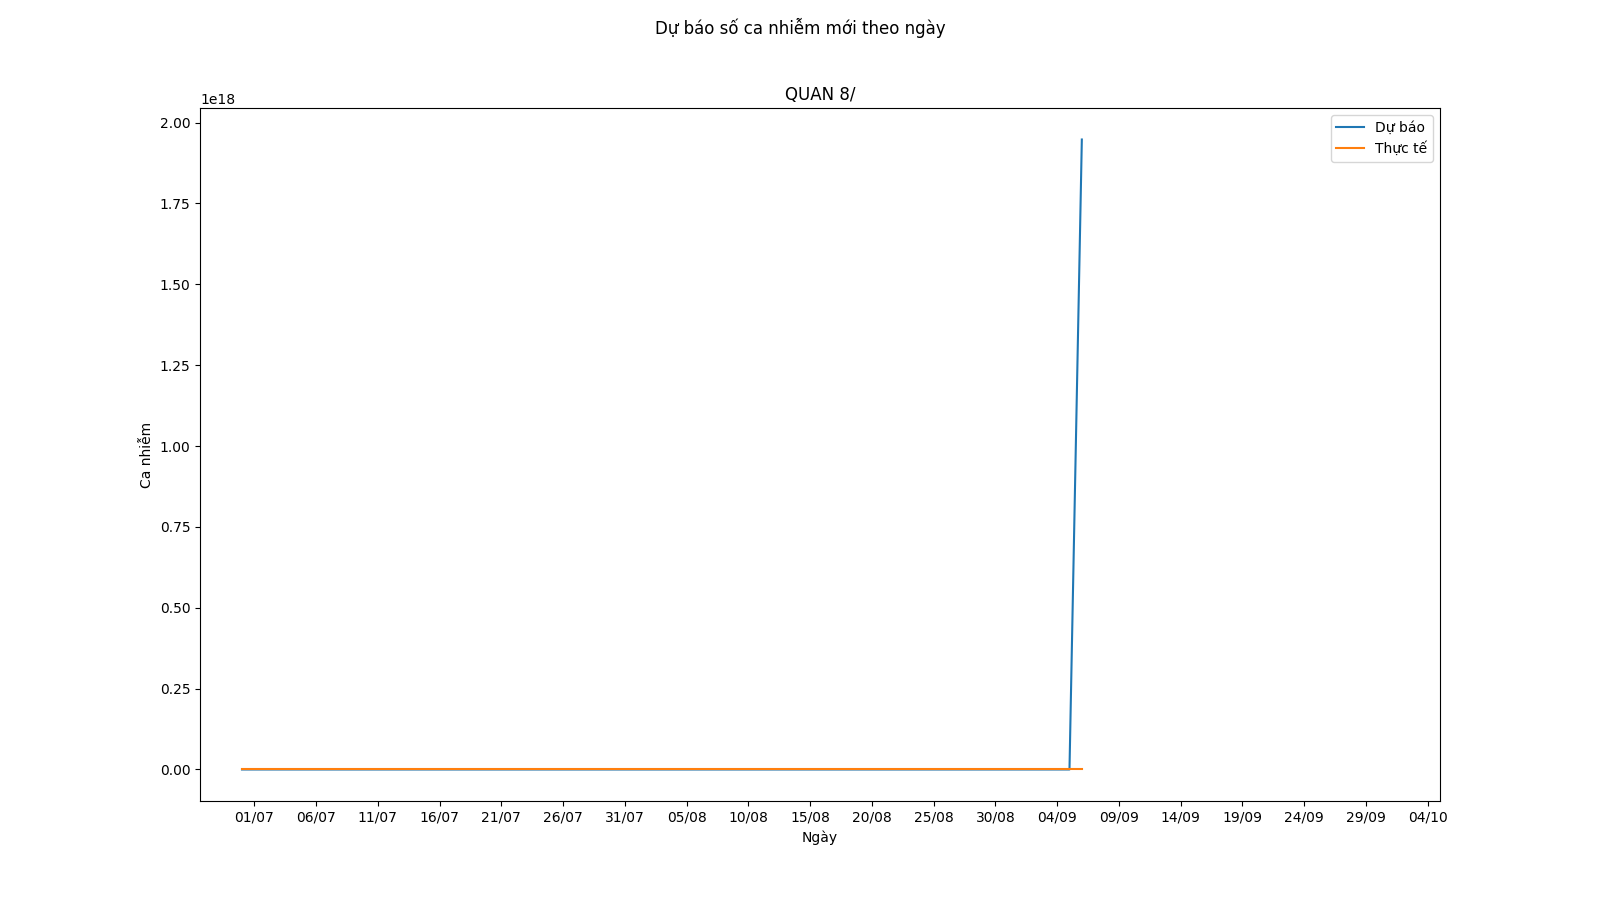 Dự báo số ca nhiễm mới theo ngày
QUAN 8/
1e18
2.00
1.75
1.50
1.25
1.00
0.75
0.50
0.25
0.00
Ca nhiễm
Dự báo
Thực tế
01/07 06/07 11/07 16/07 21/07 26/07 31/07 05/08 10/08 15/08 20/08 25/08 30/08 04/09 09/09 14/09 19/09 24/09 29/09 04/10
Ngày